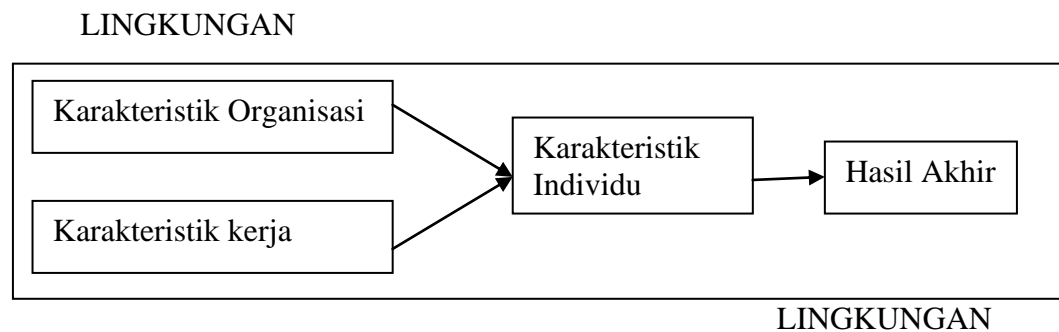 LINGKUNGAN
Karakteristik Organisasi
Karakteristik kerja
Karakteristik
Individu
Hasil Akhir
LINGKUNGAN